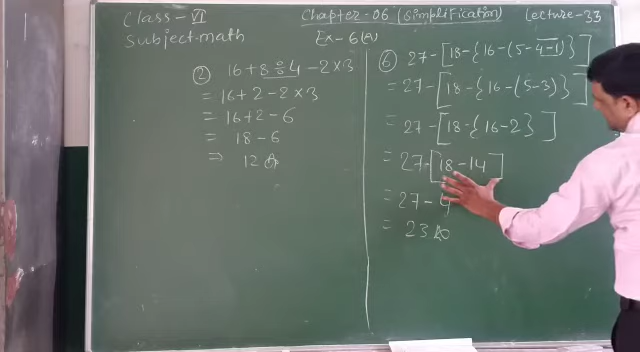 Class - VI
Chapter - 06 (Simplification)
Lecture - 33
Subject - math
Ex - 6(A)
② 16 + 8 ÷ 4 - 2 × 3
= 16 + 2 - 2 × 3
= 16 + 2 - 6
= 18 - 6
⇒ 12
⑥ 27 - [18 - {16 - (5 - 4̅ ̅-̅ ̅1̅)}]
= 27 - [18 - {16 - (5 - 3)}]
= 27 - [18 - {16 - 2}]
= 27 - [18 - 14]
= 27 - 4
= 23